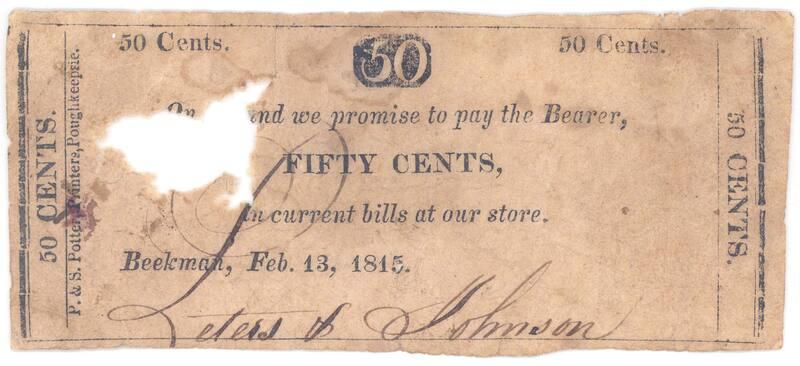 50 Cents. 50 50 Cents.
On and we promise to pay the Bearer,
FIFTY CENTS,
in current bills at our store.
Beekman, Feb. 13, 1815.
Peters & Johnson
50 CENTS.
P. & S. Potter, Printers, Poughkeepsie.
50 CENTS.